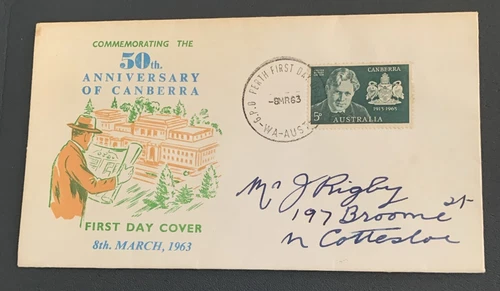 COMMEMORATING THE
50th.
ANNIVERSARY
OF CANBERRA
FIRST DAY COVER
8th. MARCH, 1963
G.P.O PERTH FIRST DAY
-8MR63
-WA-AUST
CANBERRA
1913-1963
5d
AUSTRALIA
Mr J Rigby
197 Broome St
N Cottesloe